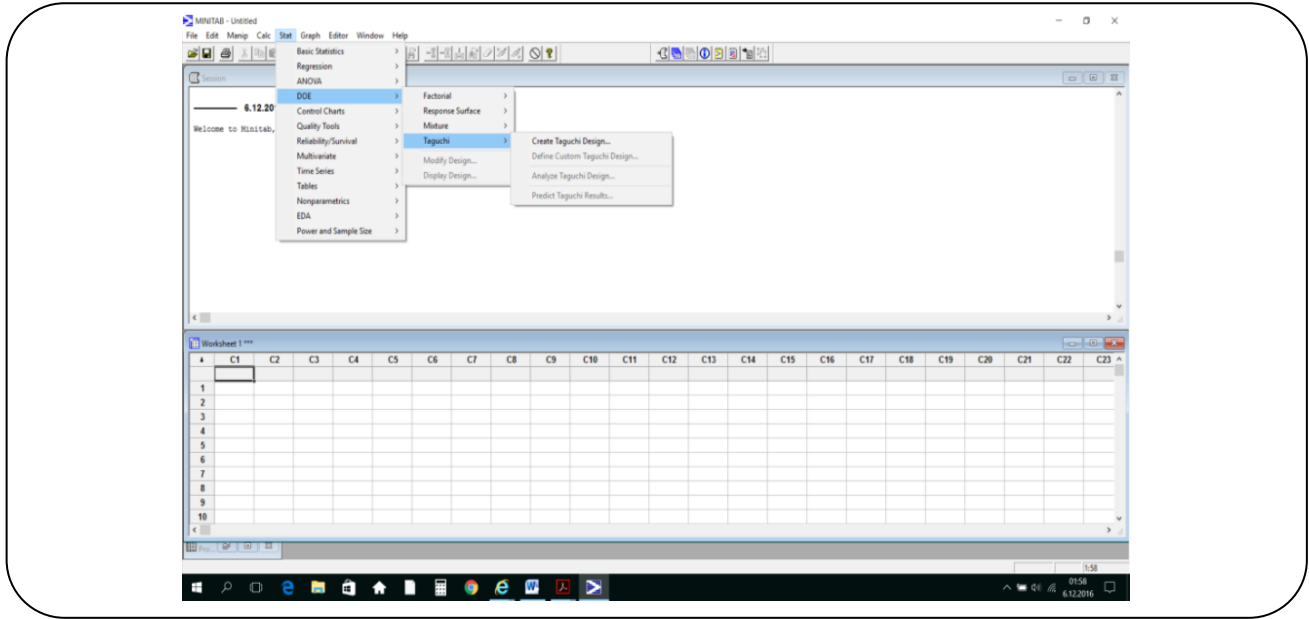 MINITAB - Untitled
File Edit Manip Calc Stat Graph Editor Window Help
Session
6.12.20
Welcome to Minitab,
Basic Statistics
Regression
ANOVA
DOE
Control Charts
Quality Tools
Reliability/Survival
Multivariate
Time Series
Tables
Nonparametrics
EDA
Power and Sample Size
Factorial
Response Surface
Mixture
Taguchi
Modify Design...
Display Design...
Create Taguchi Design...
Define Custom Taguchi Design...
Analyze Taguchi Design...
Predict Taguchi Results...
Worksheet 1 ***
C1 C2 C3 C4 C5 C6 C7 C8 C9 C10 C11 C12 C13 C14 C15 C16 C17 C18 C19 C20 C21 C22 C23
1
2
3
4
5
6
7
8
9
10
Pro...
1:58
01:58
6.12.2016